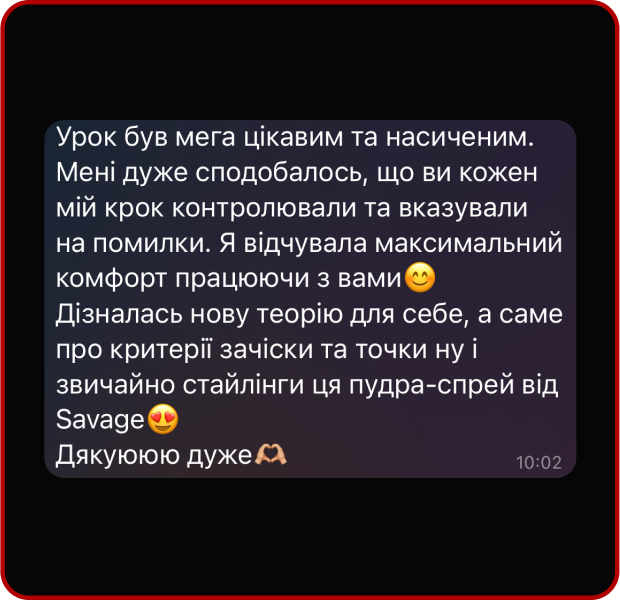 Урок був мега цікавим та насиченим.
Мені дуже сподобалось, що ви кожен
мій крок контролювали та вказували
на помилки. Я відчувала максимальний
комфорт працюючи з вами😊
Дізналась нову теорію для себе, а саме
про критерії зачіски та точки ну і
звичайно стайлінги ця пудра-спрей від
Savage😍
Дякуююю дуже🫶🏼
10:02